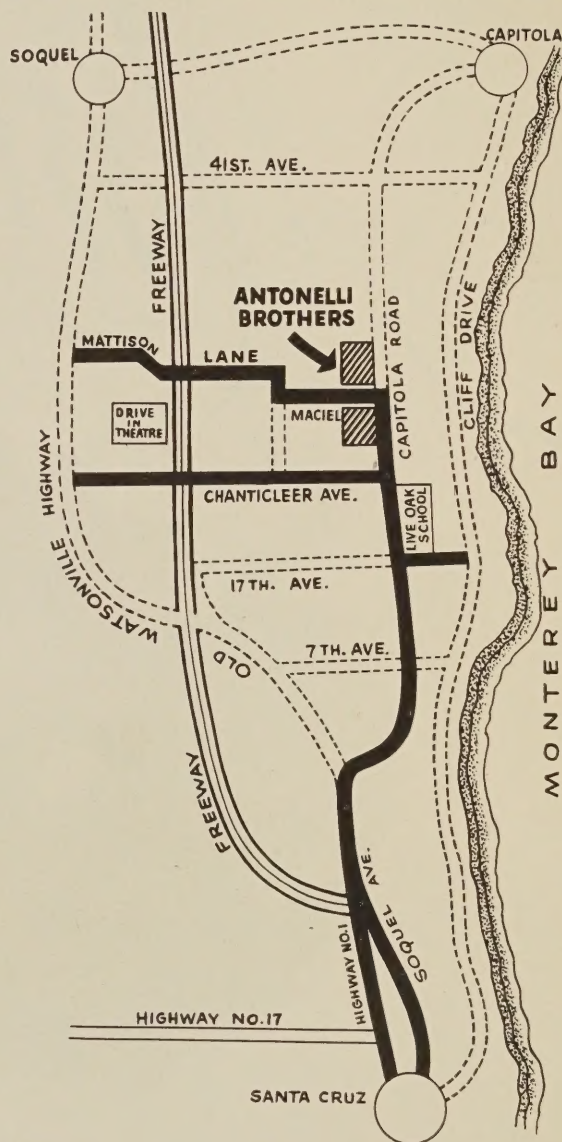 SOQUEL
CAPITOLA
41ST. AVE.
FREEWAY
ANTONELLI
BROTHERS
CAPITOLA ROAD
CLIFF DRIVE
MATTISON LANE
DRIVE
IN
THEATRE
MACIEL
MONTEREY BAY
CHANTICLEER AVE.
LIVE OAK
SCHOOL
OLD WATSONVILLE HIGHWAY
17TH. AVE.
7TH. AVE.
FREEWAY
SOQUEL AVE.
HIGHWAY NO.1
HIGHWAY NO.17
SANTA CRUZ